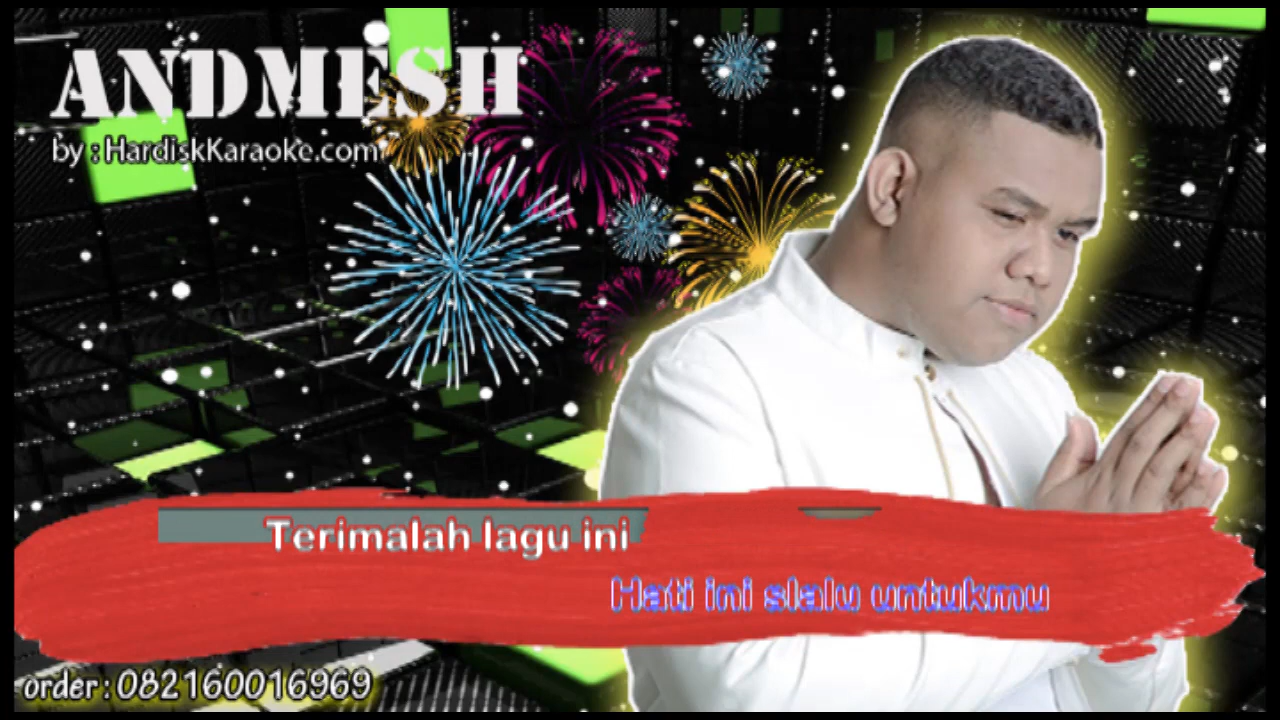 ANDMESH
by : HardiskKaraoke.com
Terimalah lagu ini
Hati ini slalu untukmu
order : 082160016969